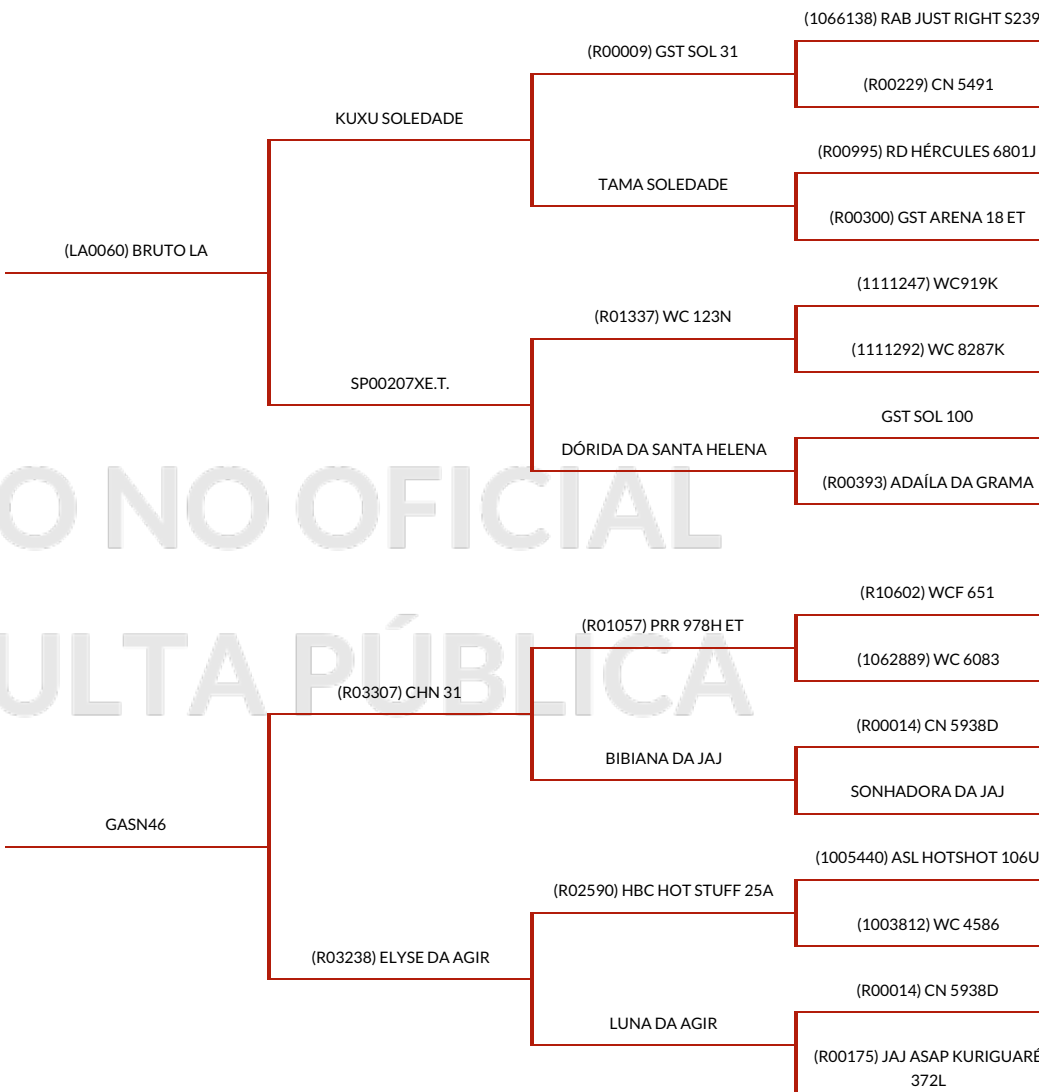 (1066138) RAB JUST RIGHT S239
(R00009) GST SOL 31
(R00229) CN 5491
KUXU SOLEDADE
(R00995) RD HÉRCULES 6801J
TAMA SOLEDADE
(R00300) GST ARENA 18 ET
(LA0060) BRUTO LA
(1111247) WC919K
(R01337) WC 123N
(1111292) WC 8287K
SP00207XE.T.
GST SOL 100
DÓRIDA DA SANTA HELENA
(R00393) ADAÍLA DA GRAMA
O NO OFICIAL
(R10602) WCF 651
(R01057) PRR 978H ET
(1062889) WC 6083
ULTA PÚBLICA
(R03307) CHN 31
(R00014) CN 5938D
BIBIANA DA JAJ
SONHADORA DA JAJ
GASN46
(1005440) ASL HOTSHOT 106U
(R02590) HBC HOT STUFF 25A
(1003812) WC 4586
(R03238) ELYSE DA AGIR
(R00014) CN 5938D
LUNA DA AGIR
(R00175) JAJ ASAP KURIGUARÉ
372L